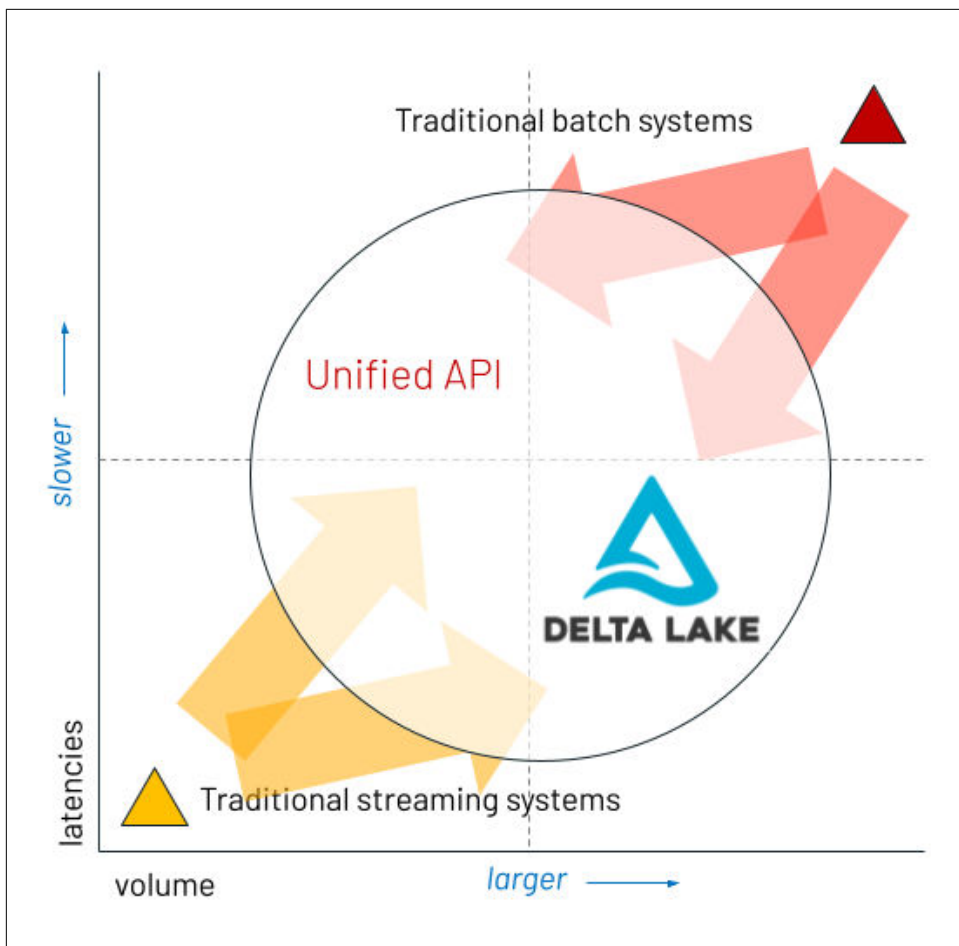 Traditional batch systems
Unified API
slower
DELTA LAKE
latencies
Traditional streaming systems
volume
larger